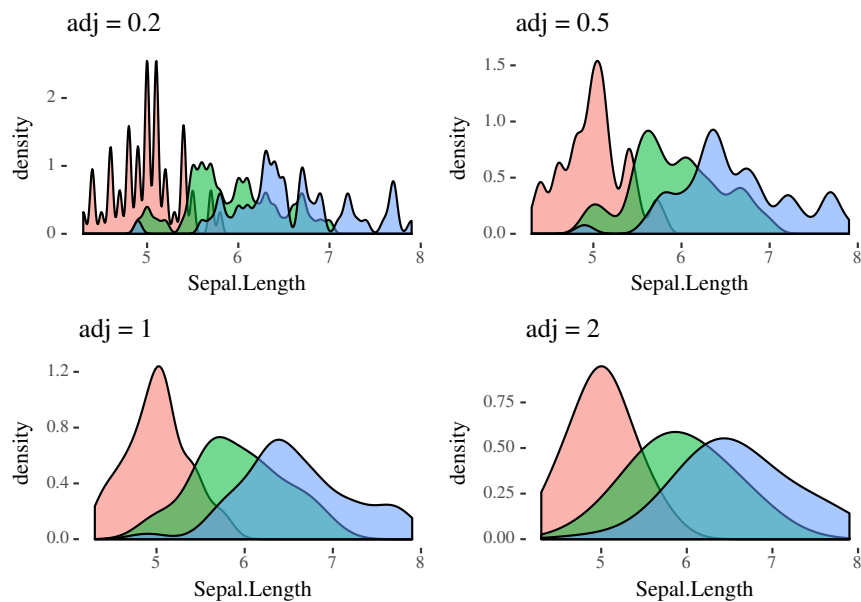 adj = 0.2
density
2
1
0
5 6 7 8
Sepal.Length
adj = 0.5
density
1.5
1.0
0.5
0.0
5 6 7 8
Sepal.Length
adj = 1
density
1.2
0.8
0.4
0.0
5 6 7 8
Sepal.Length
adj = 2
density
0.75
0.50
0.25
0.00
5 6 7 8
Sepal.Length